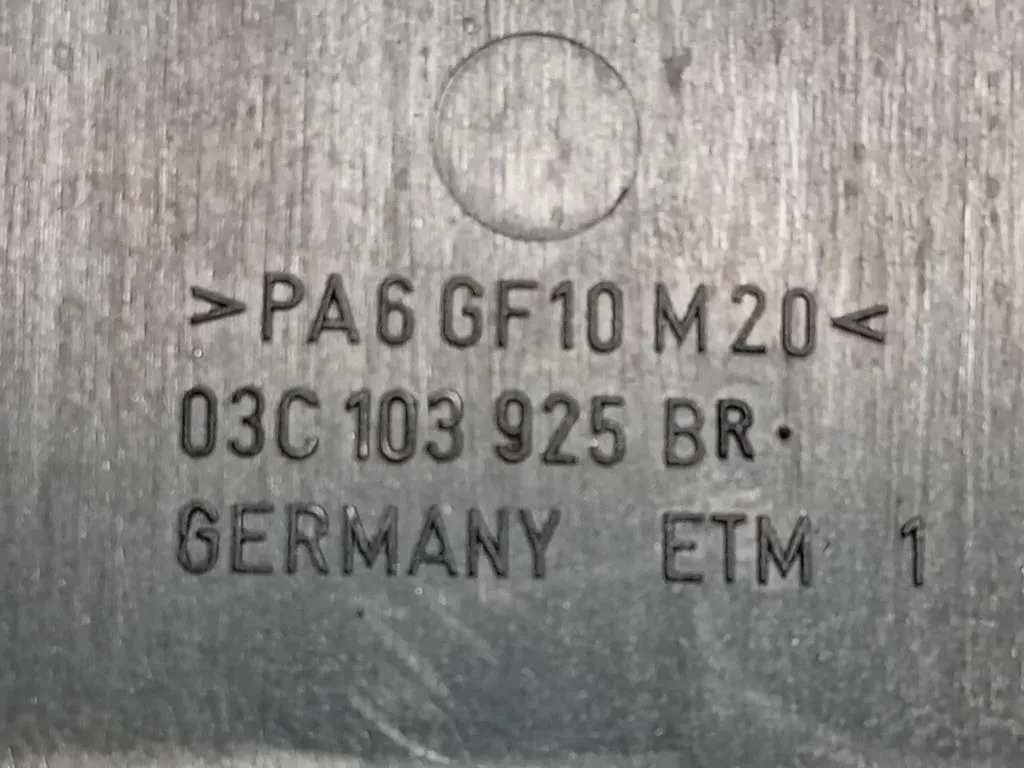 >PA6 GF10 M20<
03C 103 925 BR.
GERMANY ETM 1